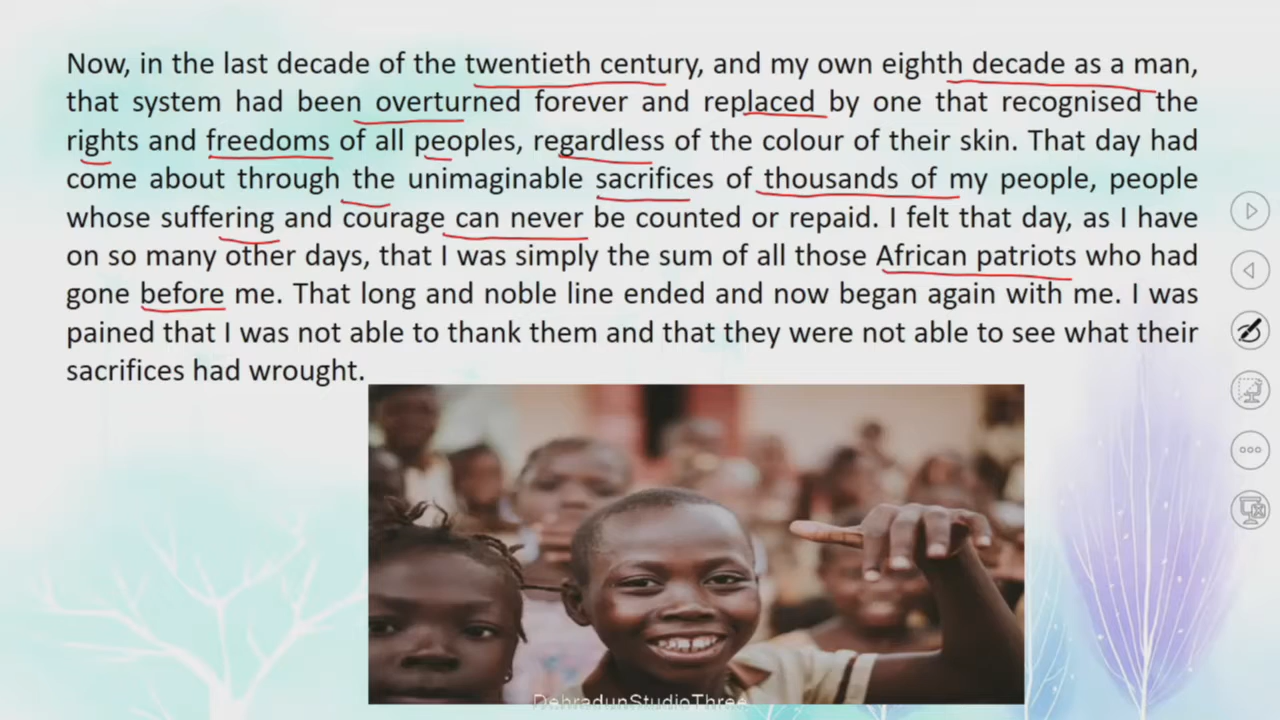 Now, in the last decade of the twentieth century, and my own eighth decade as a man,
that system had been overturned forever and replaced by one that recognised the
rights and freedoms of all peoples, regardless of the colour of their skin. That day had
come about through the unimaginable sacrifices of thousands of my people, people
whose suffering and courage can never be counted or repaid. I felt that day, as I have
on so many other days, that I was simply the sum of all those African patriots who had
gone before me. That long and noble line ended and now began again with me. I was
pained that I was not able to thank them and that they were not able to see what their
sacrifices had wrought.
DehradunStudioThree